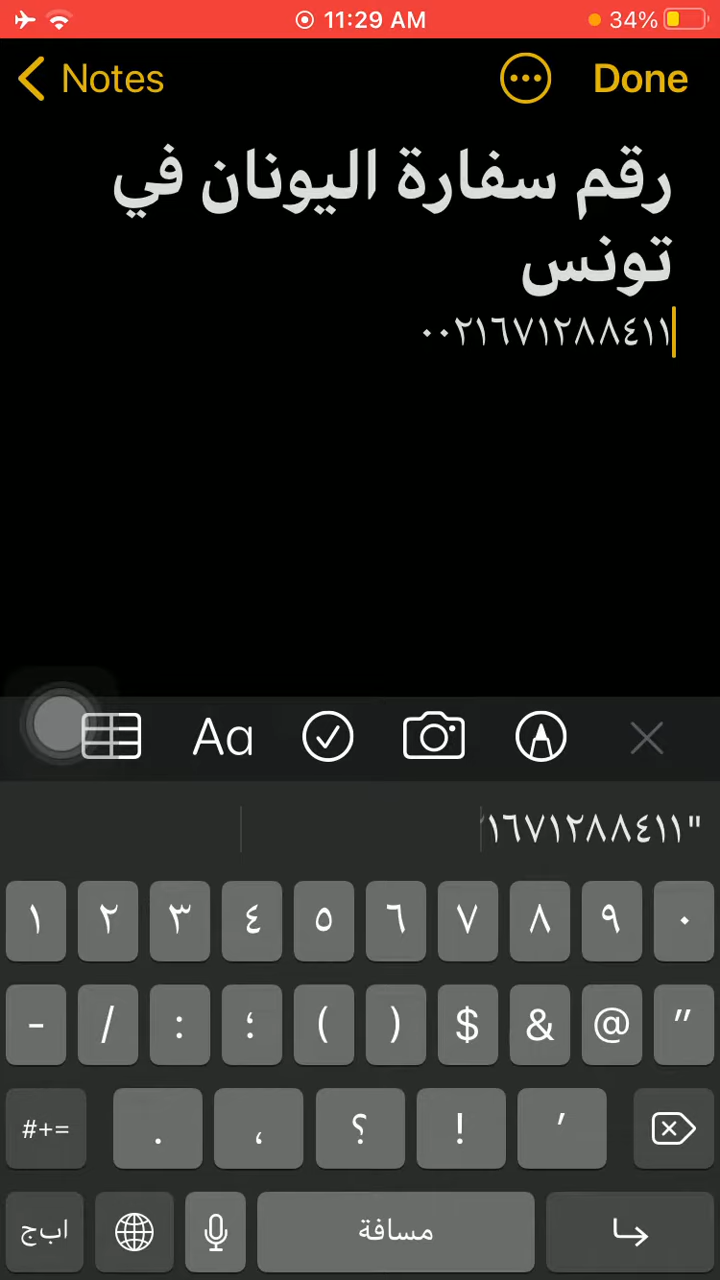 11:29 AM
34%
Notes
Done
رقم سفارة اليونان في
تونس
٠٠٢١٦٧١٢٨٨٤١١
Aa
١٦٧١٢٨٨٤١١"
١ ٢ ٣ ٤ ٥ ٦ ٧ ٨ ٩ ٠
- / : ؛ ( ) $ & @ ”
#+= . ، ؟ ! ’
اب‌ج مسافة